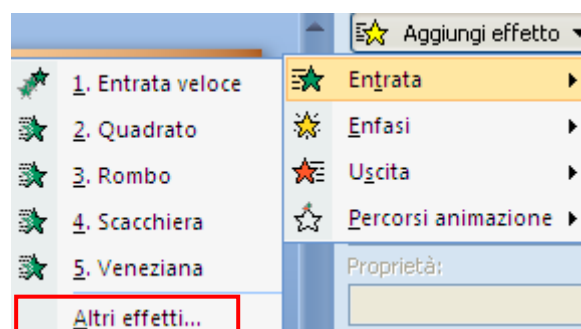 Aggiungi effetto
1. Entrata veloce
2. Quadrato
3. Rombo
4. Scacchiera
5. Veneziana
Altri effetti...
Entrata
Enfasi
Uscita
Percorsi animazione
Proprietà: